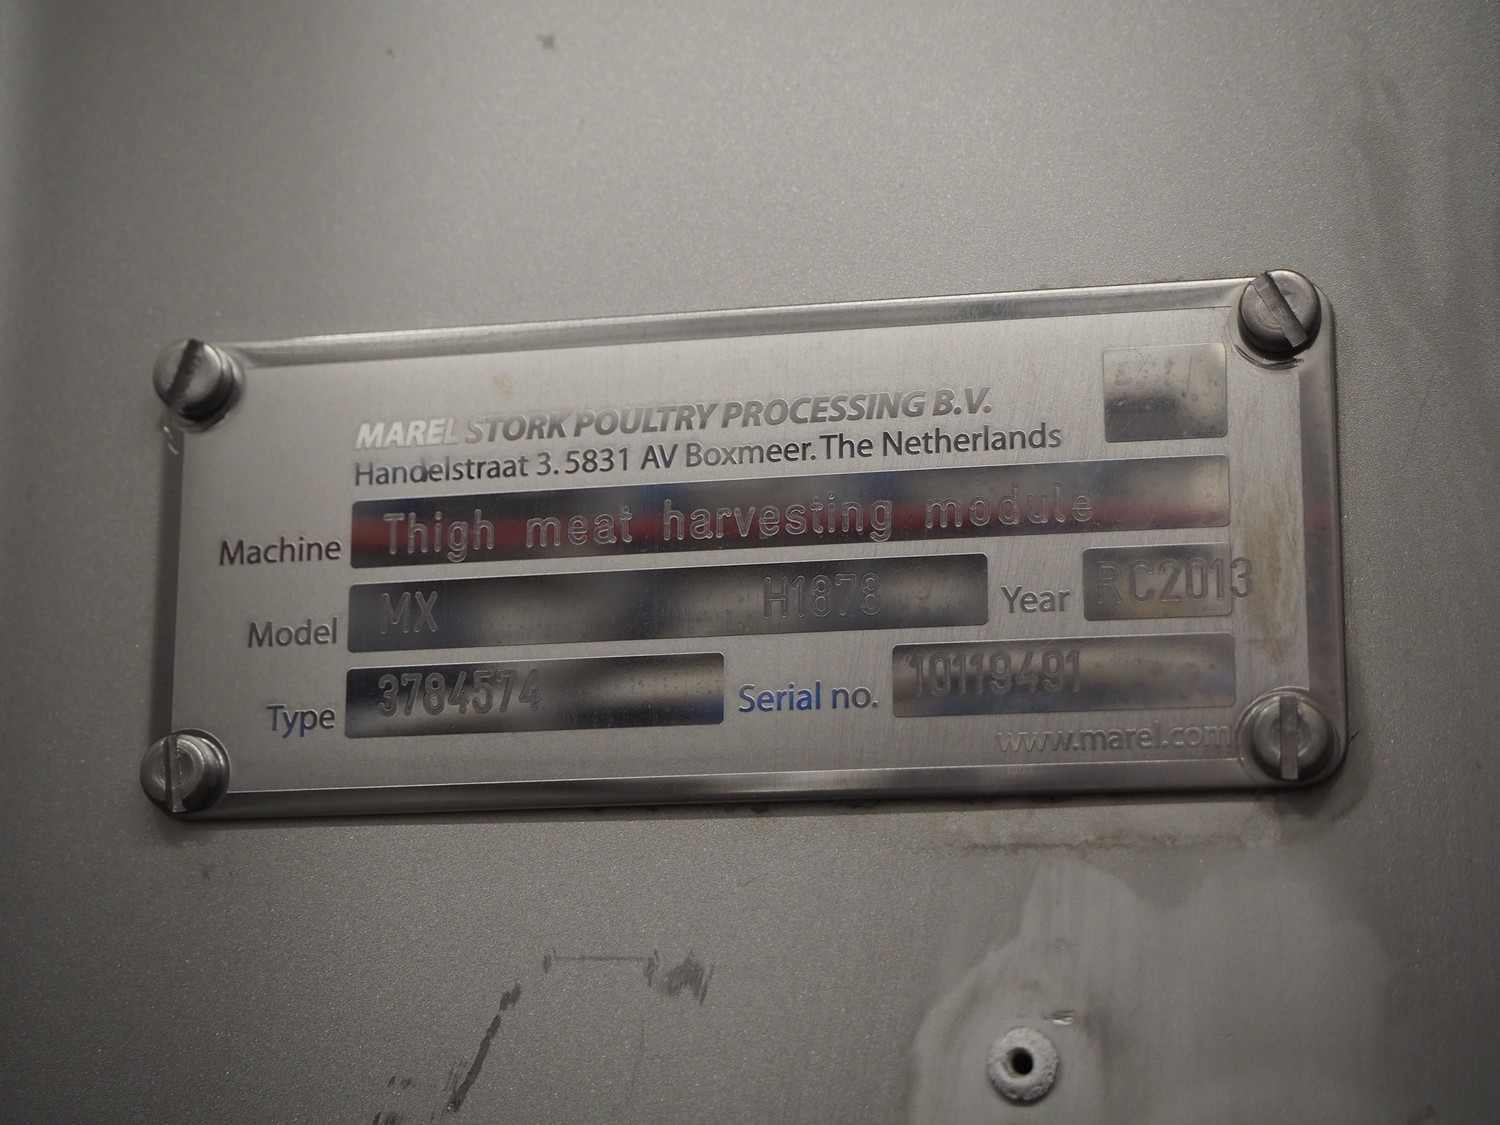 MAREL STORK POULTRY PROCESSING B.V.
Handelstraat 3. 5831 AV Boxmeer. The Netherlands
Machine Thigh meat harvesting module
Model MX H1878 Year RC2013
Type 3784574 Serial no. 10119491
www.marel.com